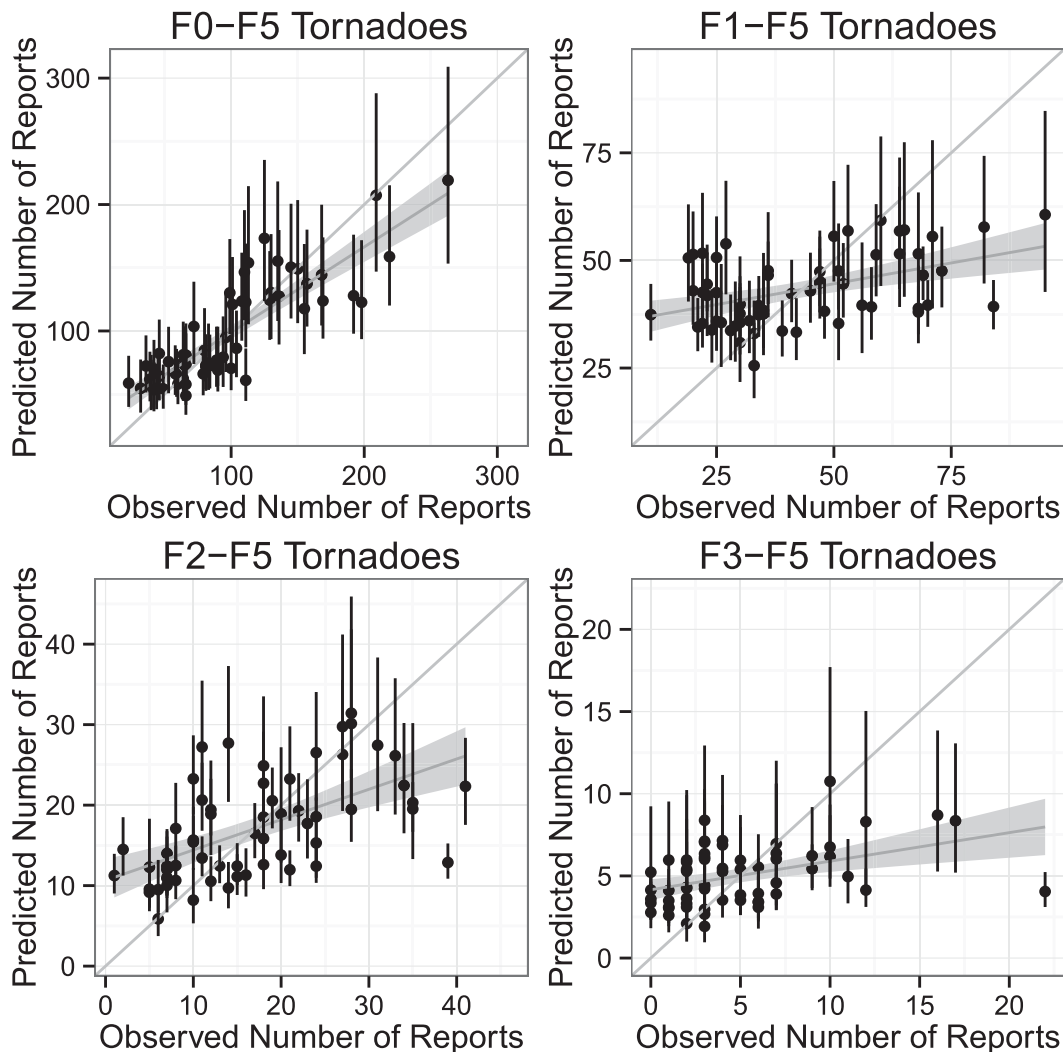 F0−F5 Tornadoes
Predicted Number of Reports
300
200
100
100 200 300
Observed Number of Reports
F1−F5 Tornadoes
Predicted Number of Reports
75
50
25
25 50 75
Observed Number of Reports
F2−F5 Tornadoes
Predicted Number of Reports
40
30
20
10
0
0 10 20 30 40
Observed Number of Reports
F3−F5 Tornadoes
Predicted Number of Reports
20
15
10
5
0
0 5 10 15 20
Observed Number of Reports